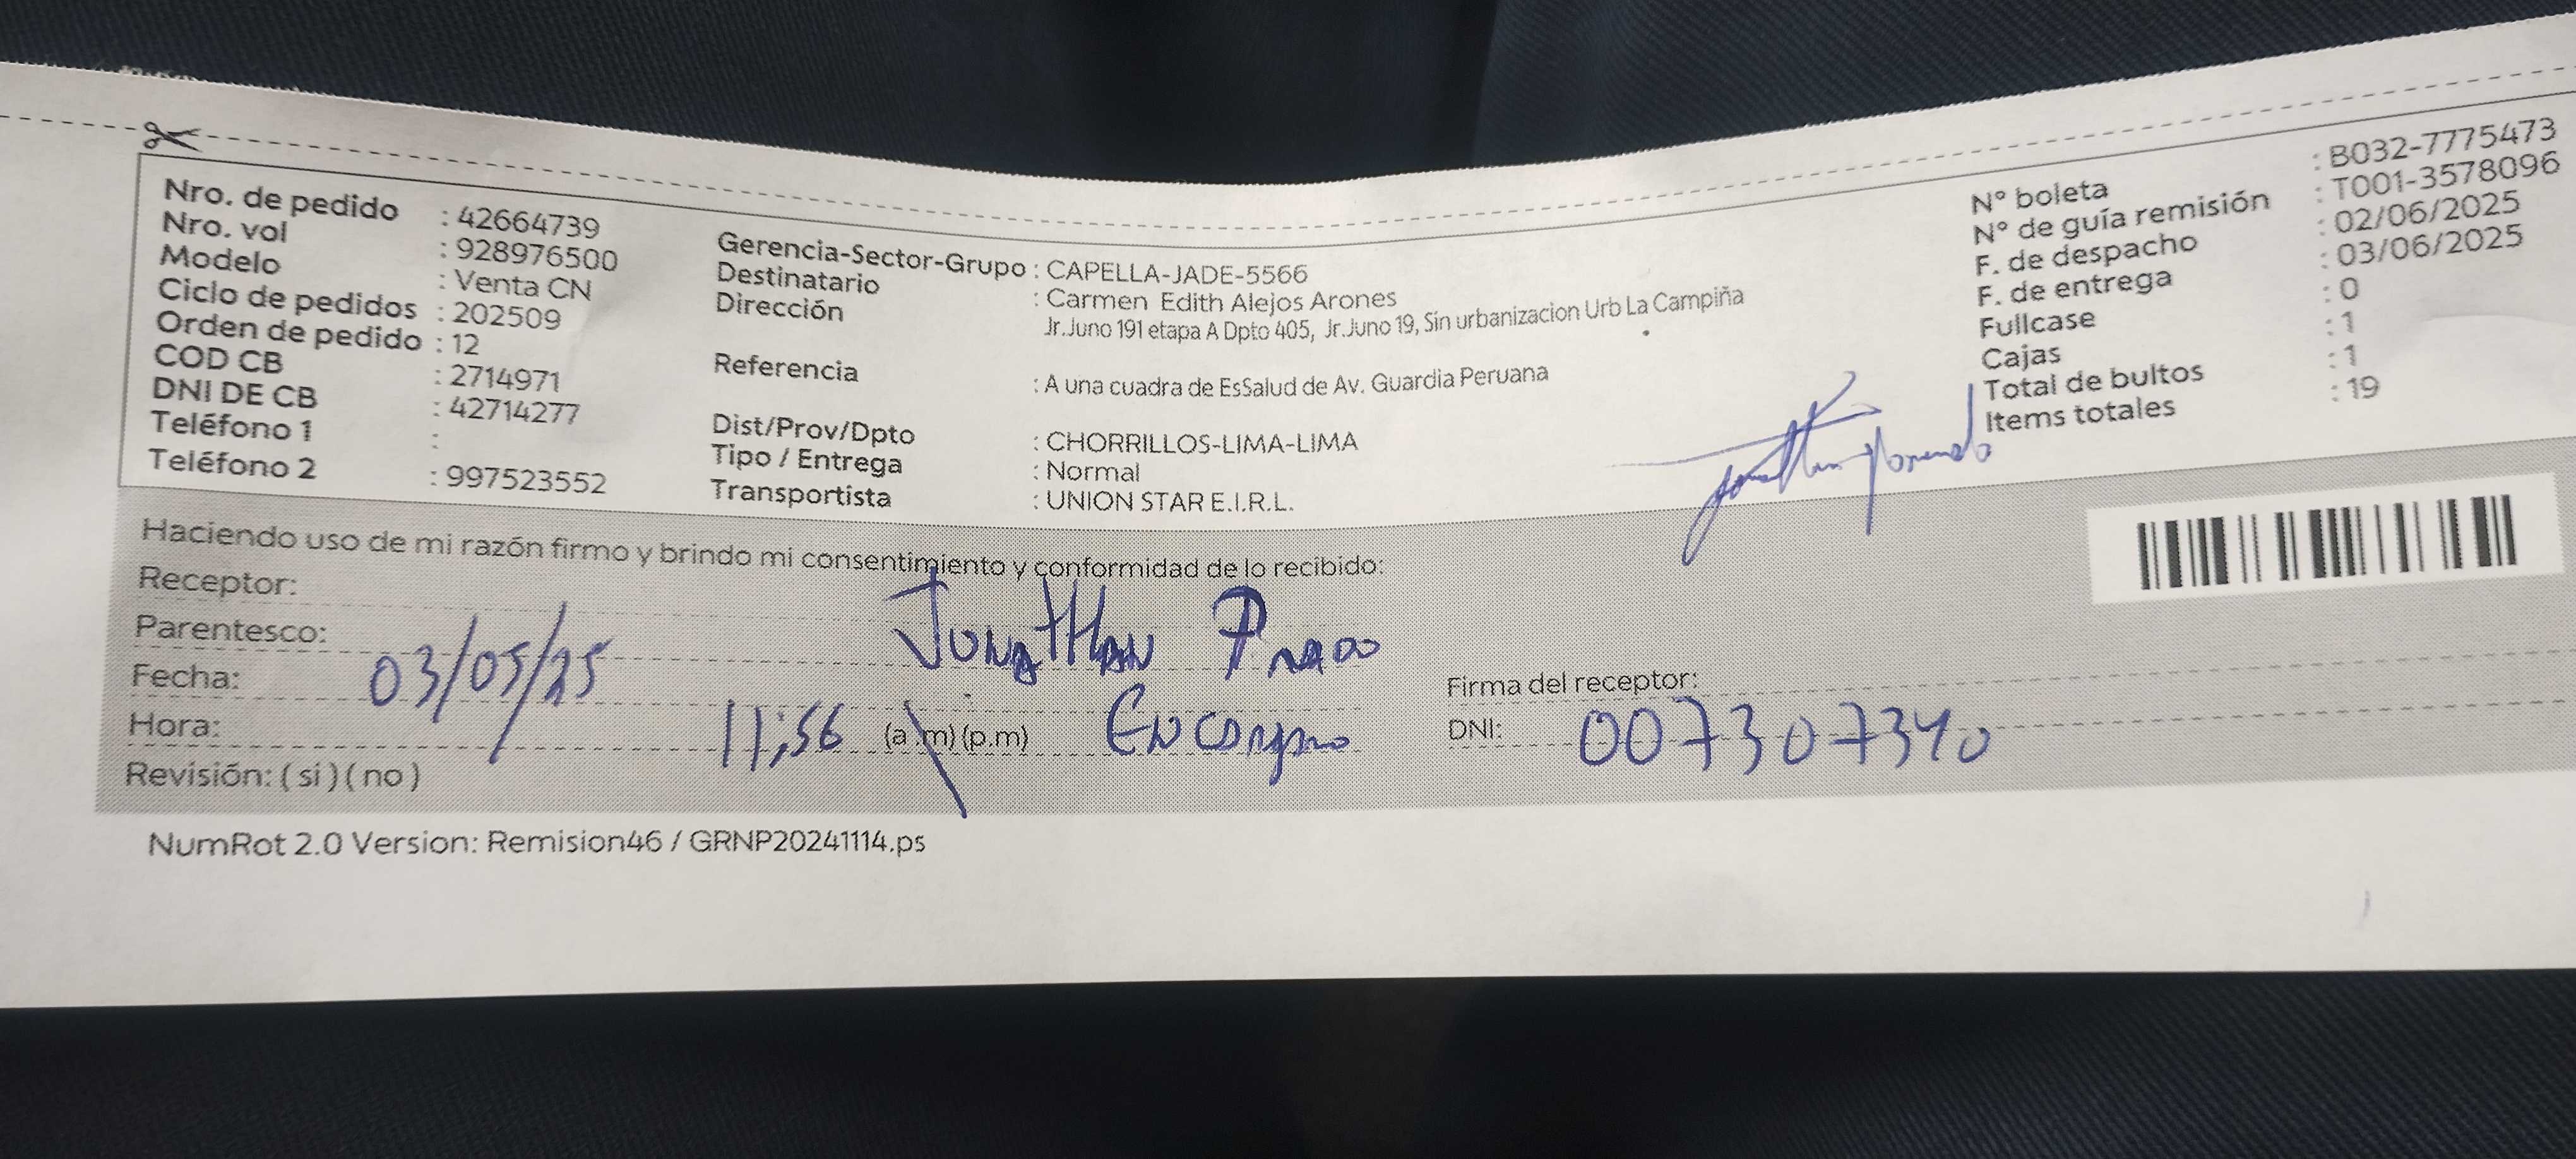 Nro. de pedido : 42664739
Nro. vol : 928976500
Modelo : Venta CN
Ciclo de pedidos : 202509
Orden de pedido : 12
COD CB : 2714971
DNI DE CB : 42714277
Teléfono 1 :
Teléfono 2 : 997523552
Gerencia-Sector-Grupo : CAPELLA-JADE-5566
Destinatario : Carmen Edith Alejos Arones
Dirección Jr.Juno 191 etapa A Dpto 405, Jr.Juno 19, Sin urbanizacion Urb La Campiña
Referencia : A una cuadra de EsSalud de Av. Guardia Peruana
Dist/Prov/Dpto : CHORRILLOS-LIMA-LIMA
Tipo / Entrega : Normal
Transportista : UNION STAR E.I.R.L.
N° boleta : B032-7775473
N° de guía remisión : T001-3578096
F. de despacho : 02/06/2025
F. de entrega : 03/06/2025
Fullcase : 0
Cajas : 1
Total de bultos : 1
Items totales : 19
Haciendo uso de mi razón firmo y brindo mi consentimiento y conformidad de lo recibido:
Receptor: Jonathan Prado
Parentesco:
Fecha: 03/05/25
Firma del receptor:
Hora: 11;56 (a.m) (p.m)
DNI: 007307340
Revisión: ( si ) ( no )
NumRot 2.0 Version: Remision46 / GRNP20241114.ps